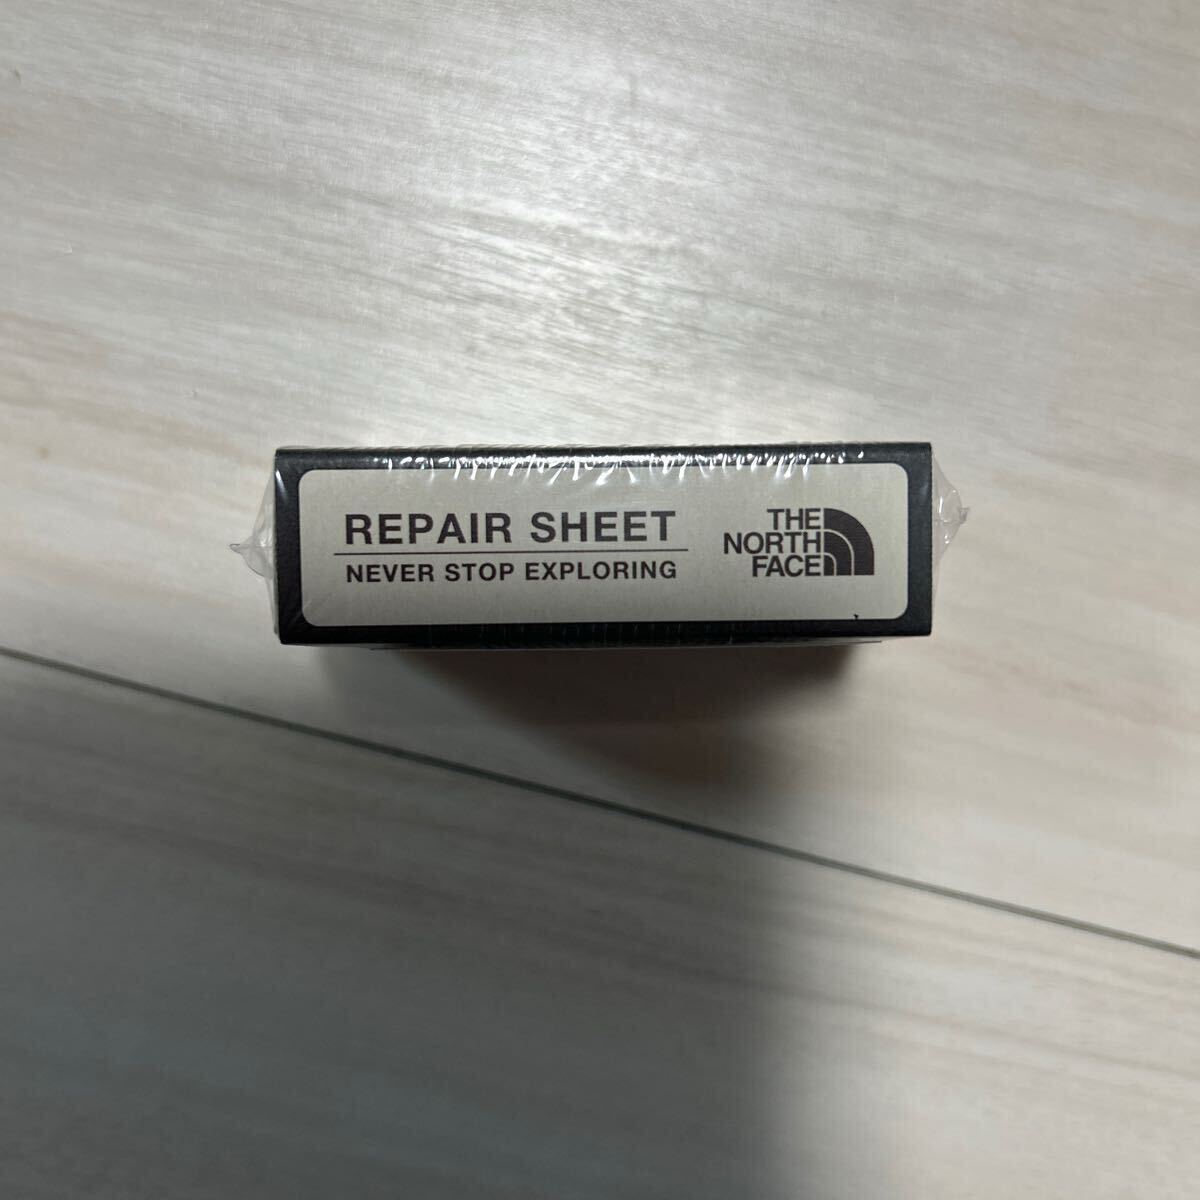 REPAIR SHEET
NEVER STOP EXPLORING
THE
NORTH
FACE